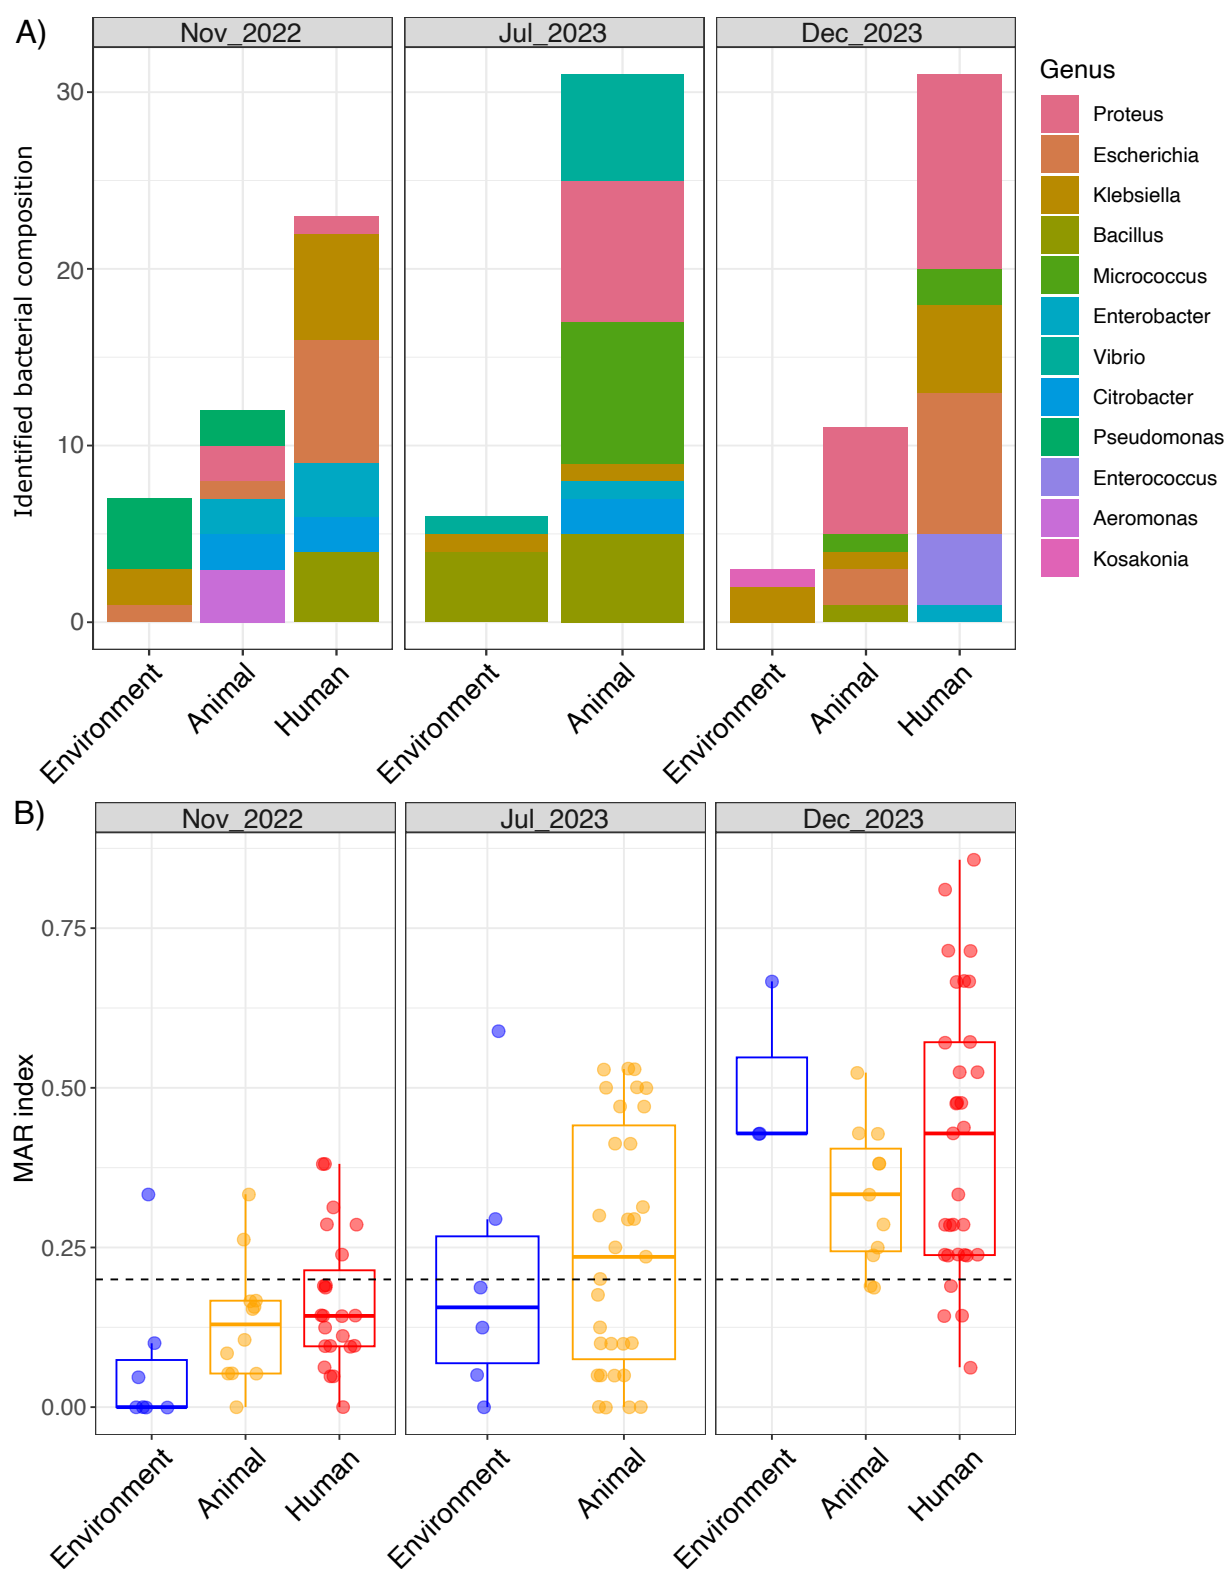 A)
Nov_2022
Jul_2023
Dec_2023
Identified bacterial composition
30
20
10
0
Environment
Animal
Human
Environment
Animal
Environment
Animal
Human
Genus
Proteus
Escherichia
Klebsiella
Bacillus
Micrococcus
Enterobacter
Vibrio
Citrobacter
Pseudomonas
Enterococcus
Aeromonas
Kosakonia
B)
Nov_2022
Jul_2023
Dec_2023
MAR index
0.75
0.50
0.25
0.00
Environment
Animal
Human
Environment
Animal
Environment
Animal
Human